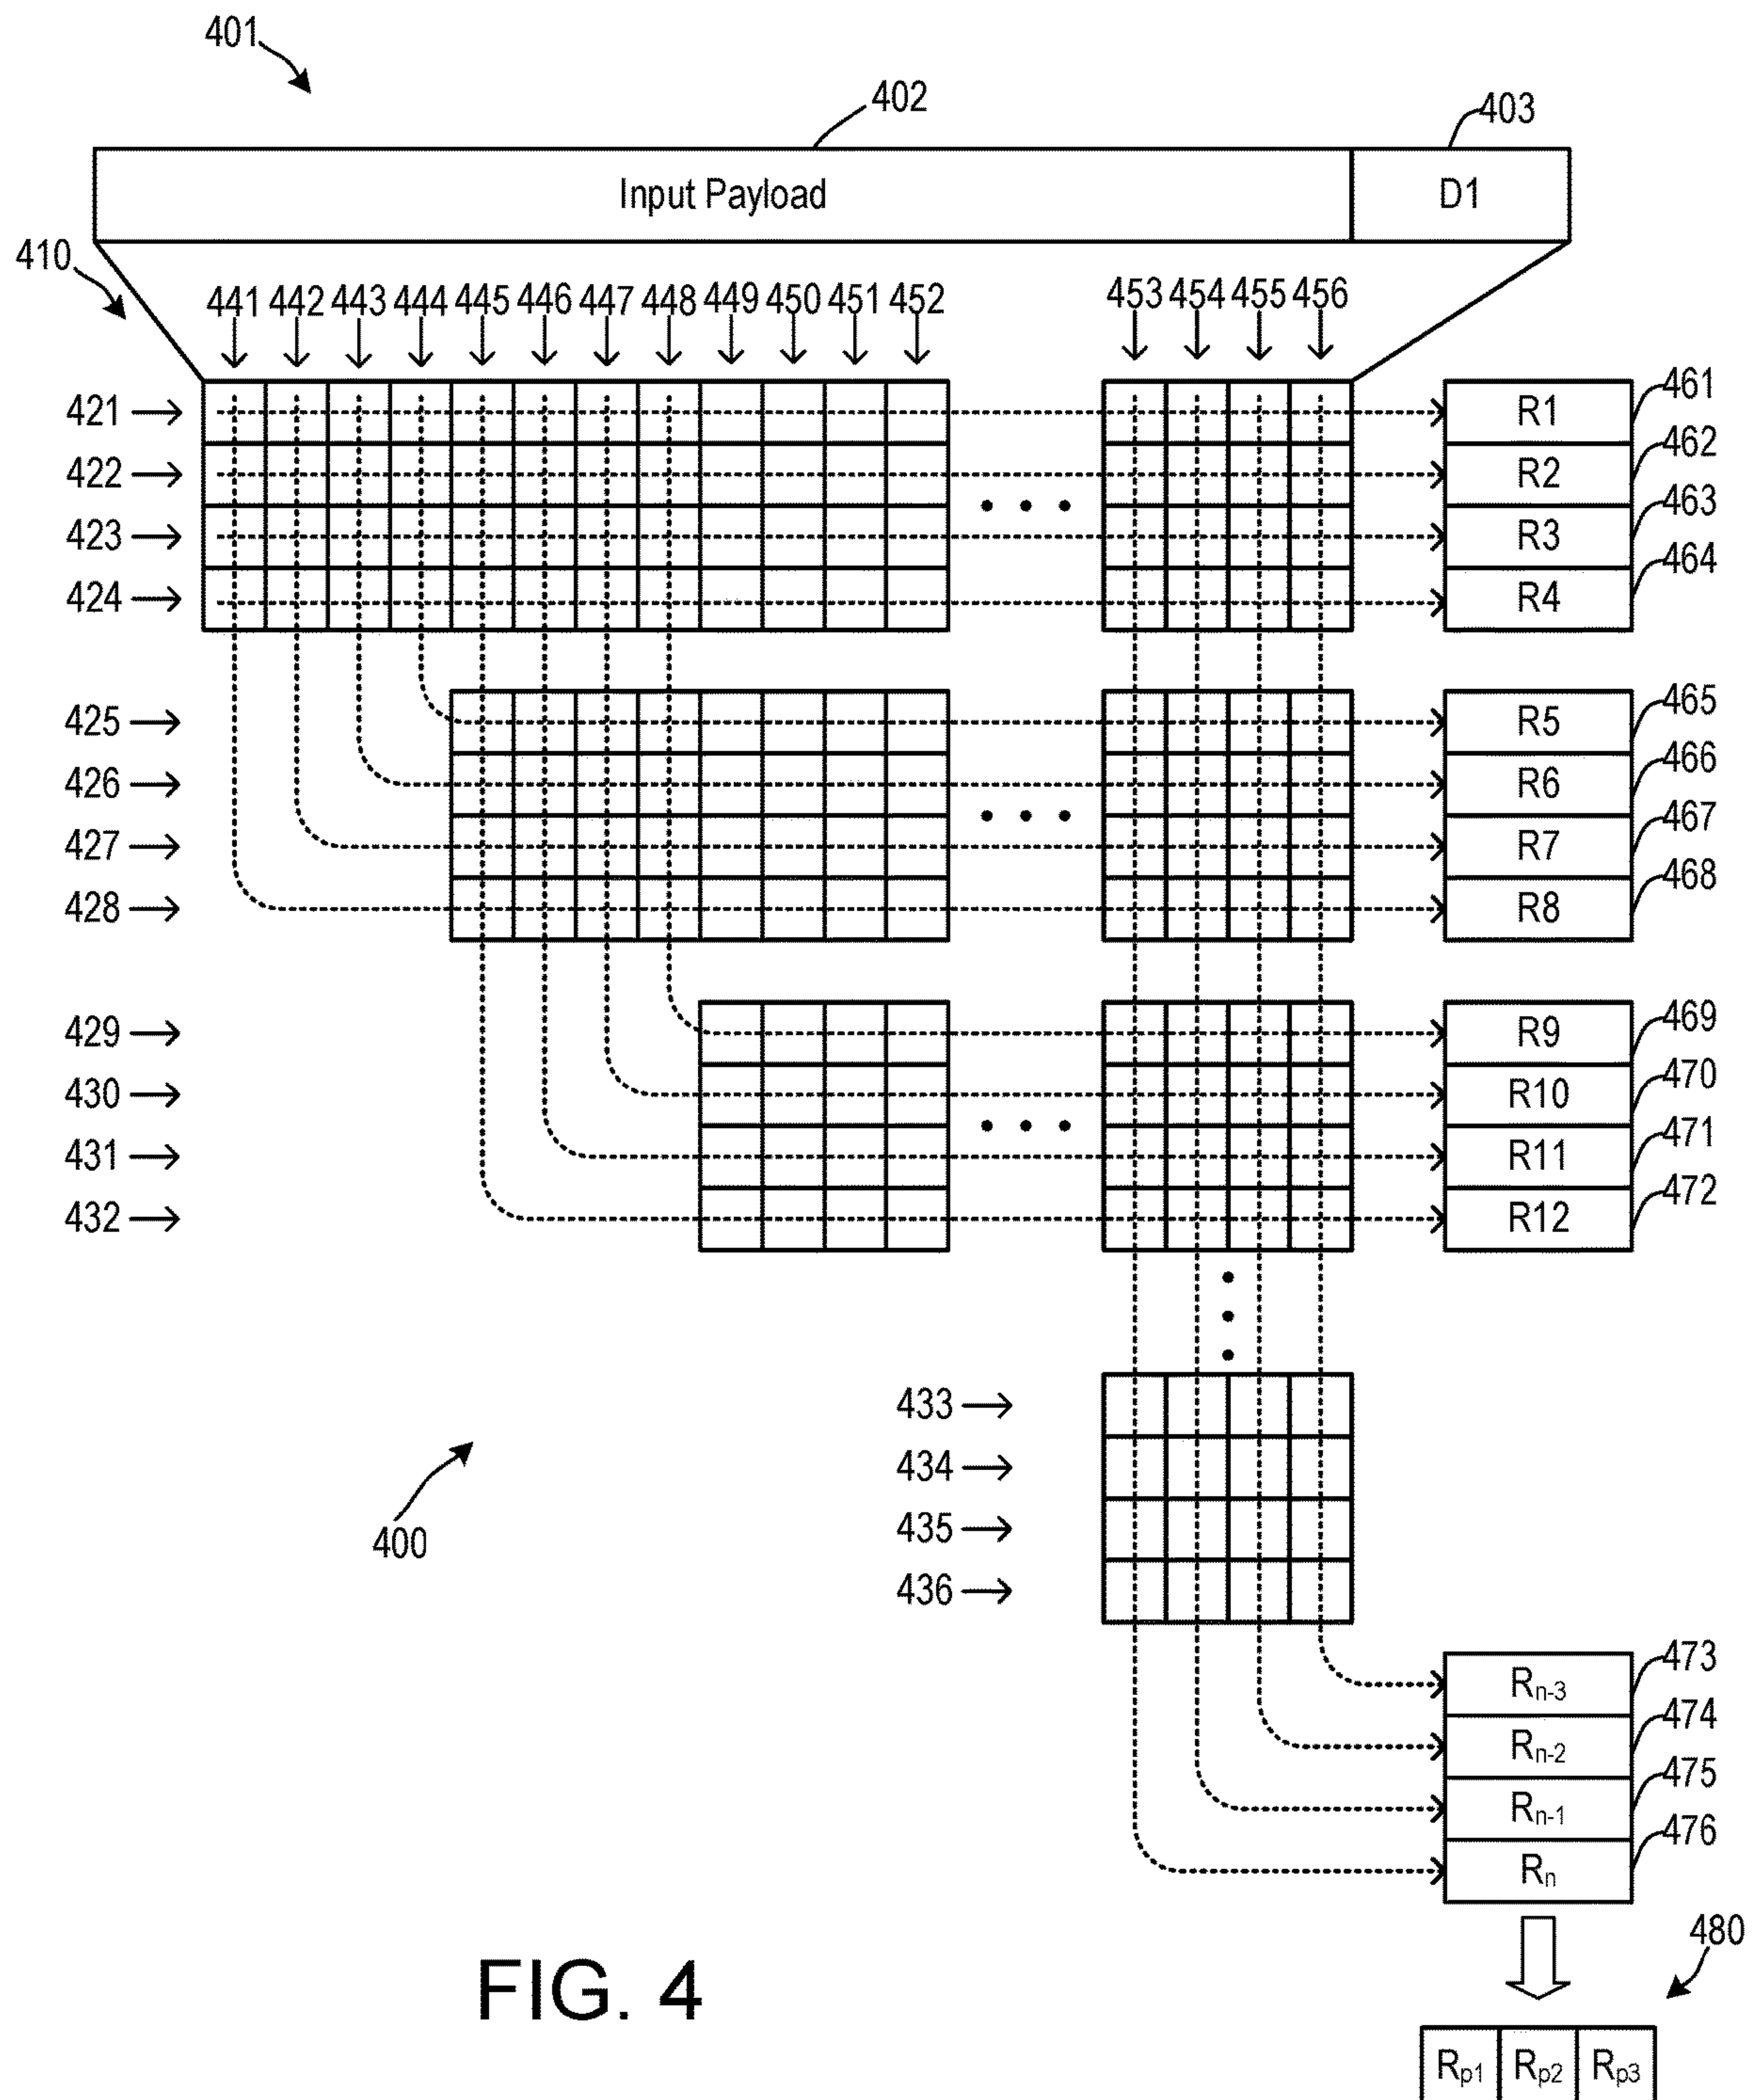 401
402
403
Input Payload D1
410
441 442 443 444 445 446 447 448 449 450 451 452 453 454 455 456
421 R1 461
422 R2 462
423 R3 463
424 R4 464
425 R5 465
426 R6 466
427 R7 467
428 R8 468
429 R9 469
430 R10 470
431 R11 471
432 R12 472
433
434
435
436
400
Rn-3 473
Rn-2 474
Rn-1 475
Rn 476
480
FIG. 4
Rp1 Rp2 Rp3